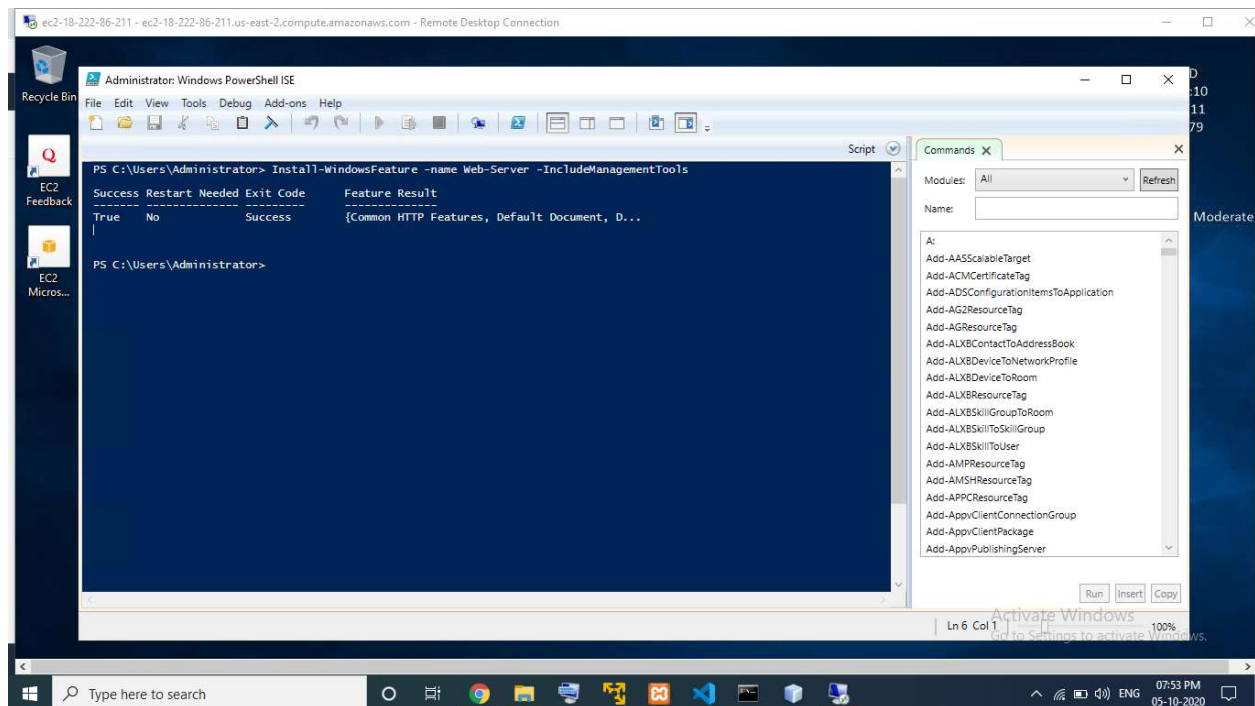 ec2-18-222-86-211 - ec2-18-222-86-211.us-east-2.compute.amazonaws.com - Remote Desktop Connection
Recycle Bin
EC2
Feedback
EC2
Micros...
D
:10
11
79
Moderate
Administrator: Windows PowerShell ISE
File Edit View Tools Debug Add-ons Help
Script
PS C:\Users\Administrator> Install-WindowsFeature -name Web-Server -IncludeManagementTools
Success Restart Needed Exit Code Feature Result
------- -------------- --------- --------------
True No Success {Common HTTP Features, Default Document, D...
PS C:\Users\Administrator>
Commands
Modules: All Refresh
Name:
A:
Add-AASScalableTarget
Add-ACMCertificateTag
Add-ADSConfigurationItemsToApplication
Add-AG2ResourceTag
Add-AGResourceTag
Add-ALXBContactToAddressBook
Add-ALXBDeviceToNetworkProfile
Add-ALXBDeviceToRoom
Add-ALXBResourceTag
Add-ALXBSkillGroupToRoom
Add-ALXBSkillToSkillGroup
Add-ALXBSkillToUser
Add-AMPResourceTag
Add-AMSHResourceTag
Add-APPCResourceTag
Add-AppvClientConnectionGroup
Add-AppvClientPackage
Add-AppvPublishingServer
Run Insert Copy
Activate Windows
Go to Settings to activate Windows.
Ln 6 Col 1 100%
Type here to search
ENG
07:53 PM
05-10-2020